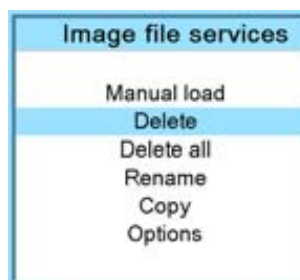 Image file services
Manual load
Delete
Delete all
Rename
Copy
Options